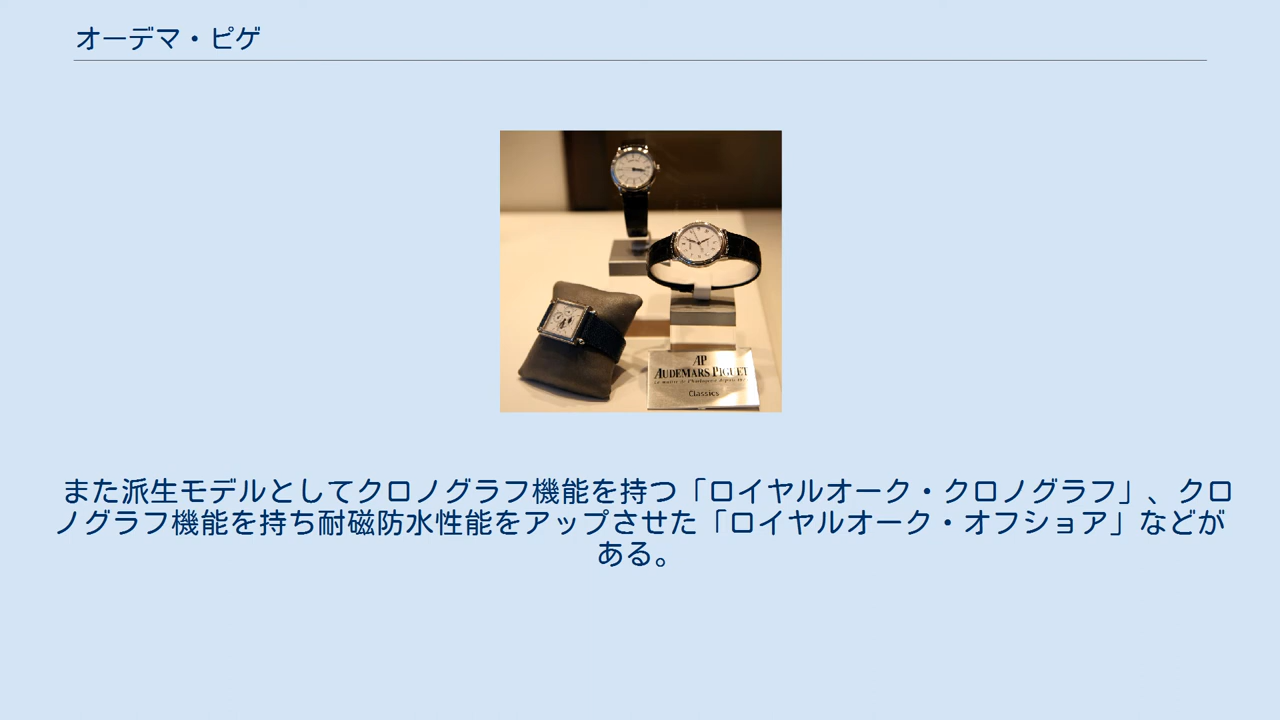 オーデマ・ピゲ
AP
AUDEMARS PIGUET
Classics
また派生モデルとしてクロノグラフ機能を持つ「ロイヤルオーク・クロノグラフ」、クロ
ノグラフ機能を持ち耐磁防水性能をアップさせた「ロイヤルオーク・オフショア」などが
ある。